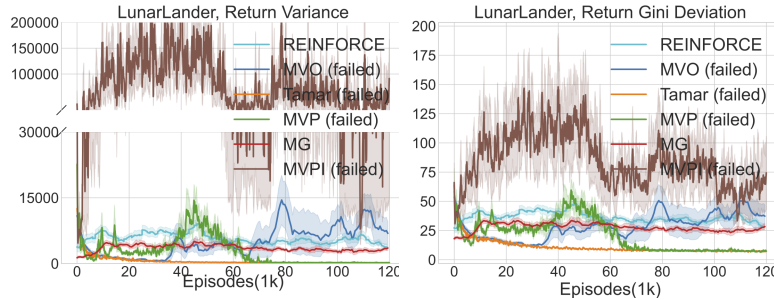 LunarLander, Return Variance
200000
150000
100000
30000
15000
0
0 20 40 60 80 100 120
Episodes(1k)
REINFORCE
MVO (failed)
Tamar (failed)
MVP (failed)
MG
MVPI (failed)
LunarLander, Return Gini Deviation
200
175
150
125
100
75
50
25
0
0 20 40 60 80 100 120
Episodes(1k)
REINFORCE
MVO (failed)
Tamar (failed)
MVP (failed)
MG
MVPI (failed)